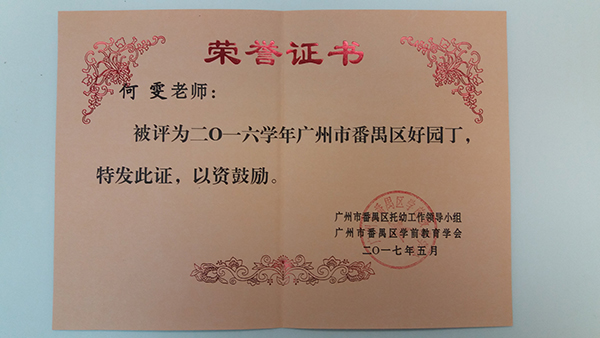 荣誉证书
何雯老师：
被评为二〇一六学年广州市番禺区好园丁，
特发此证，以资鼓励。
广州市番禺区托幼工作领导小组
广州市番禺区学前教育学会
二〇一七年五月